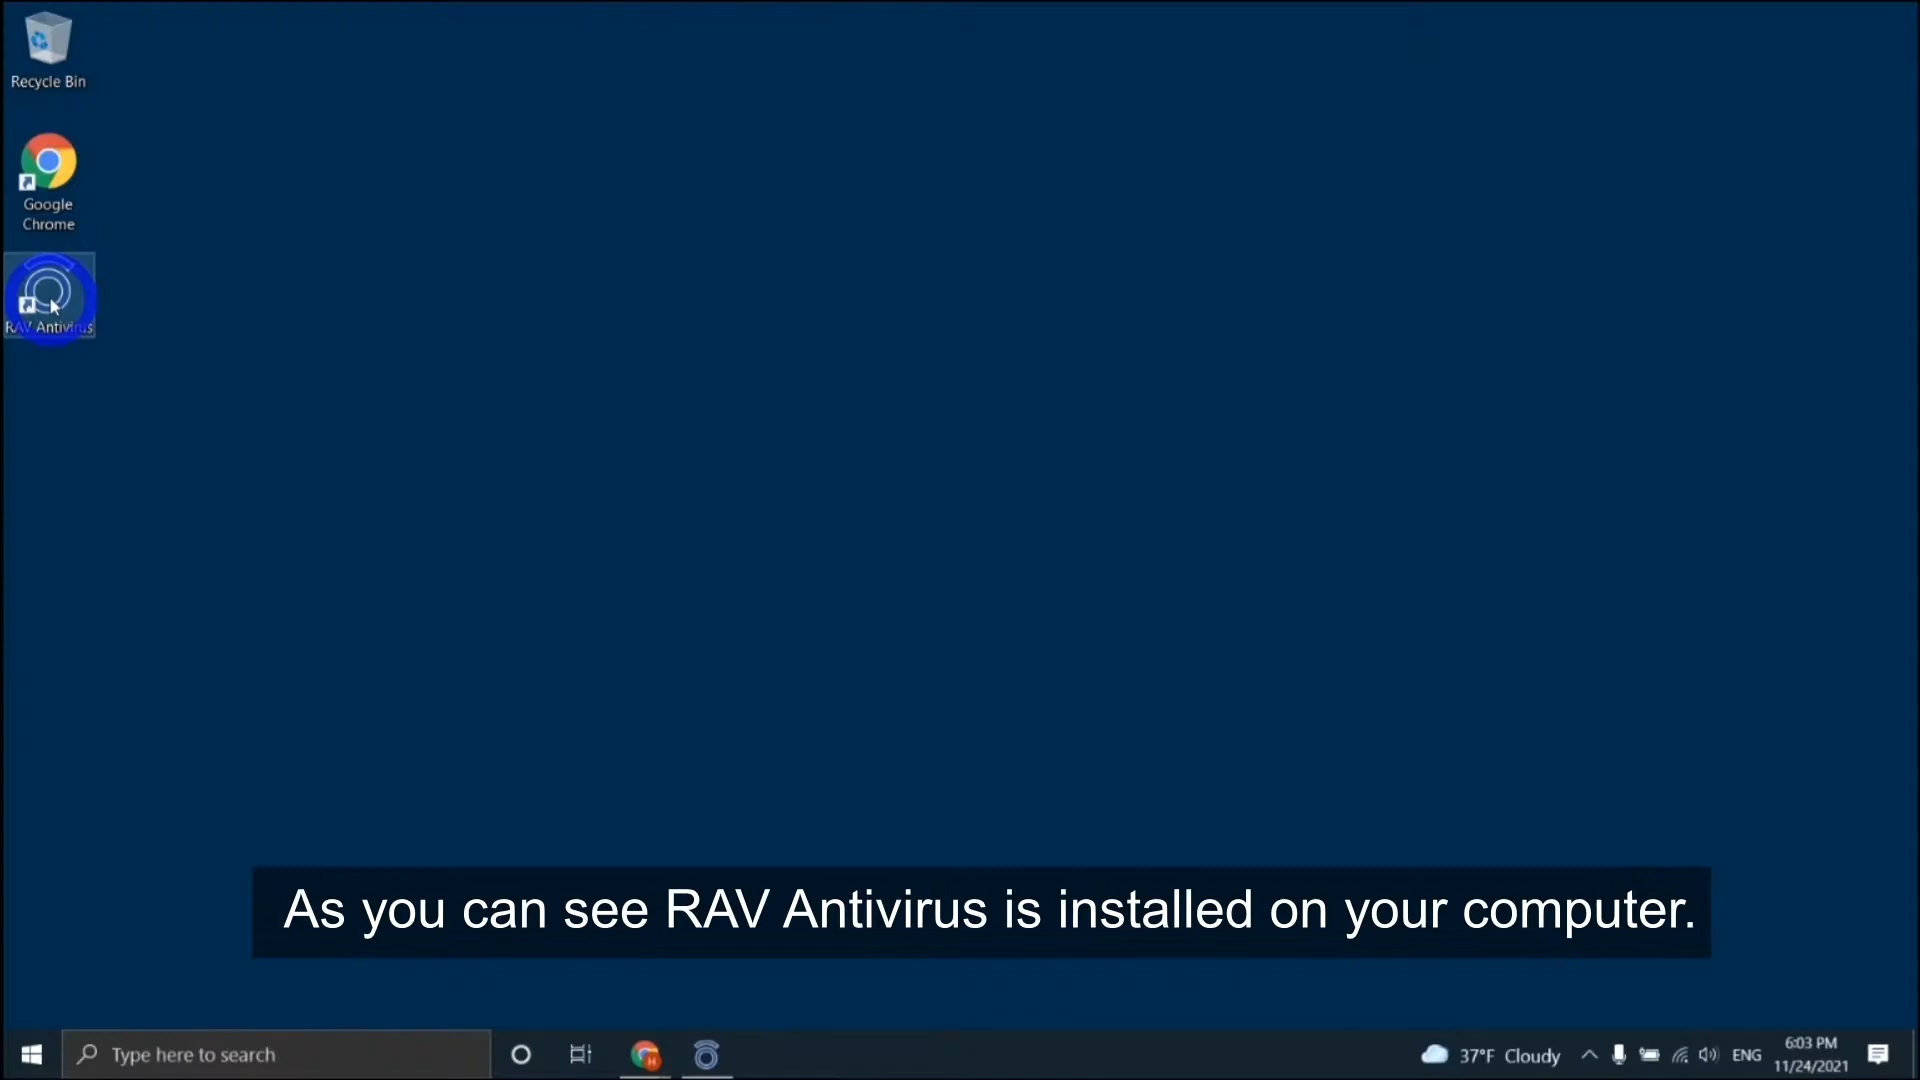 Recycle Bin
Google
Chrome
RAV Antivirus
As you can see RAV Antivirus is installed on your computer.
Type here to search
H
37°F Cloudy
ENG
6:03 PM
11/24/2021